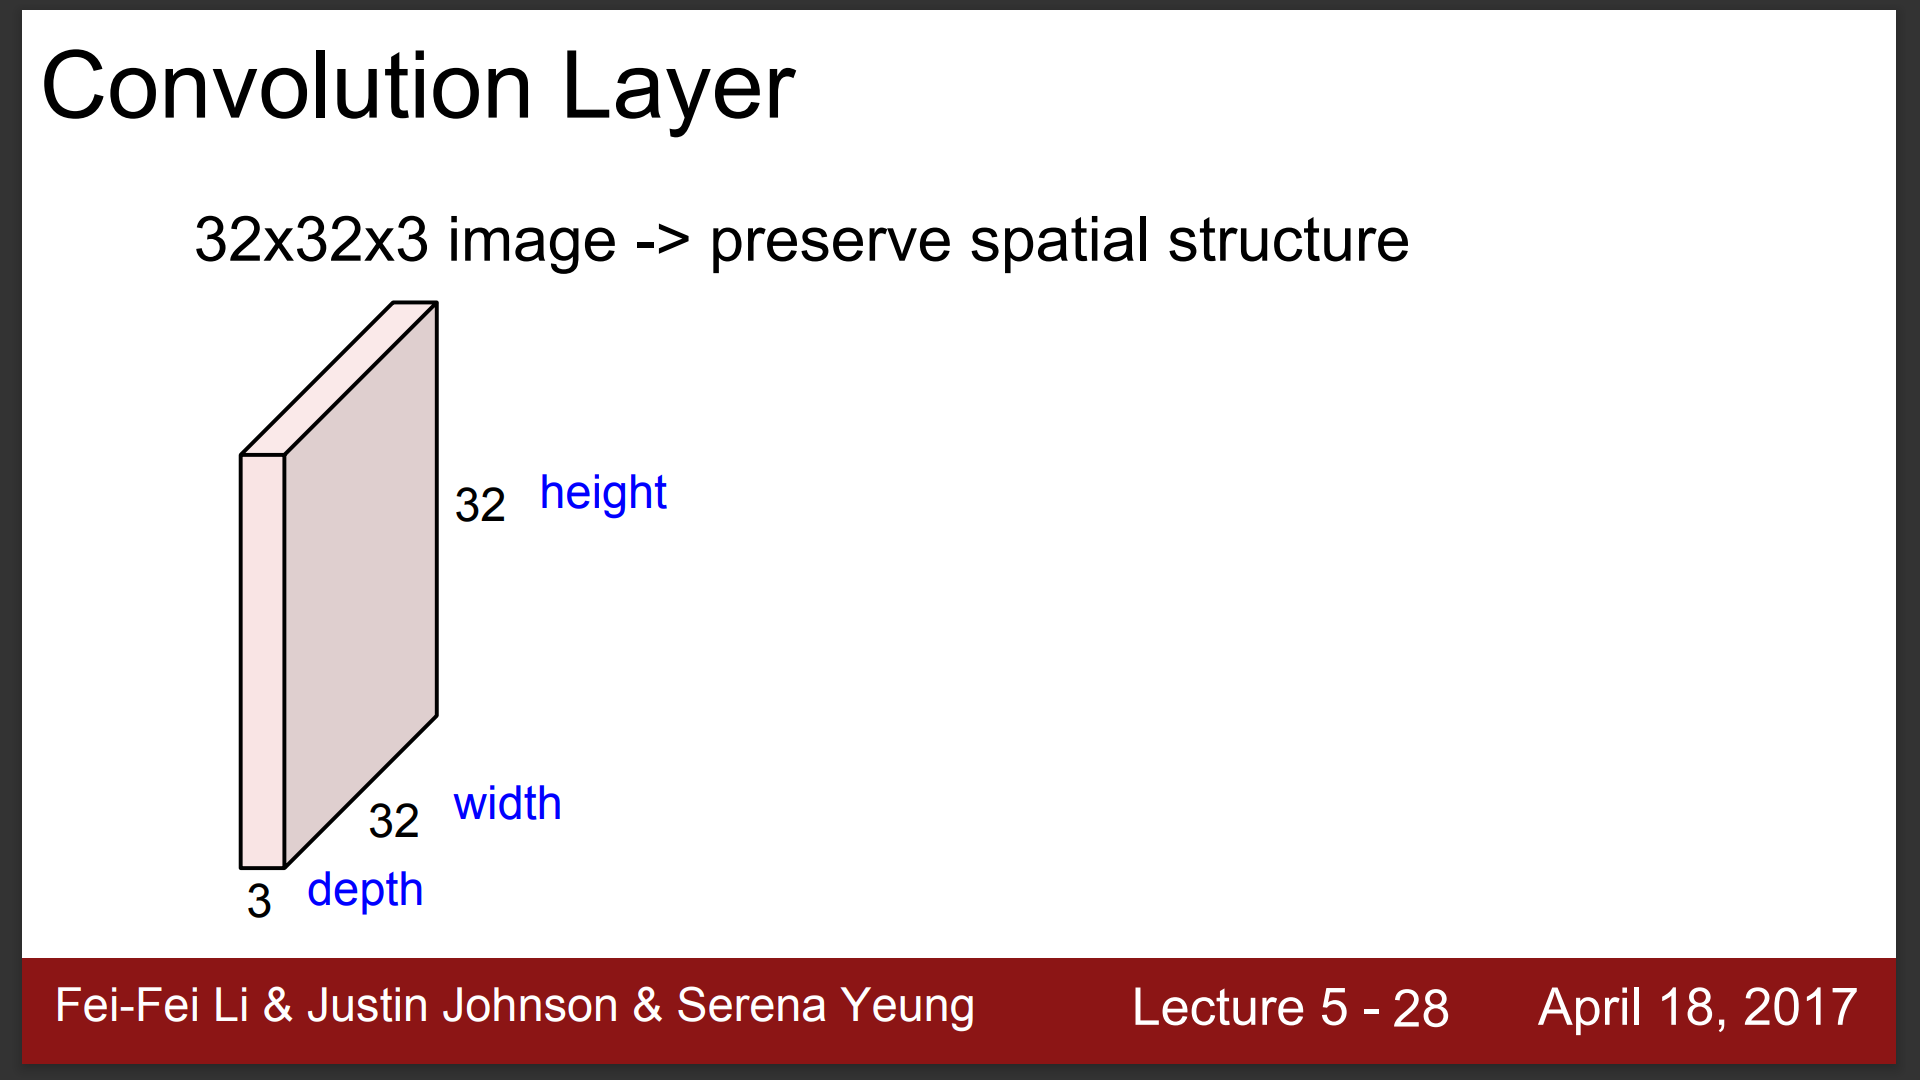 Convolution Layer
32x32x3 image -> preserve spatial structure
32 height
32 width
3 depth
Fei-Fei Li & Justin Johnson & Serena Yeung Lecture 5 - 28 April 18, 2017